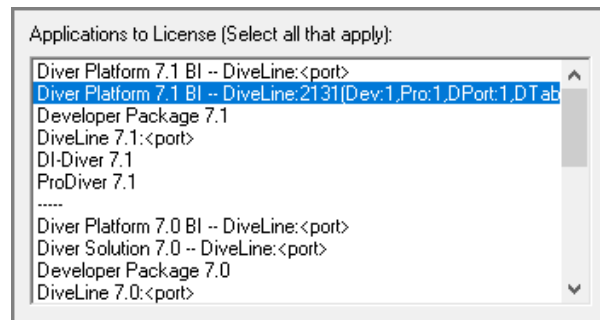 Applications to License (Select all that apply):
Diver Platform 7.1 BI -- DiveLine:<port>
Diver Platform 7.1 BI -- DiveLine:2131(Dev:1,Pro:1,DPort:1,DTab
Developer Package 7.1
DiveLine 7.1:<port>
DI-Diver 7.1
ProDiver 7.1
-----
Diver Platform 7.0 BI -- DiveLine:<port>
Diver Solution 7.0 -- DiveLine:<port>
Developer Package 7.0
DiveLine 7.0:<port>